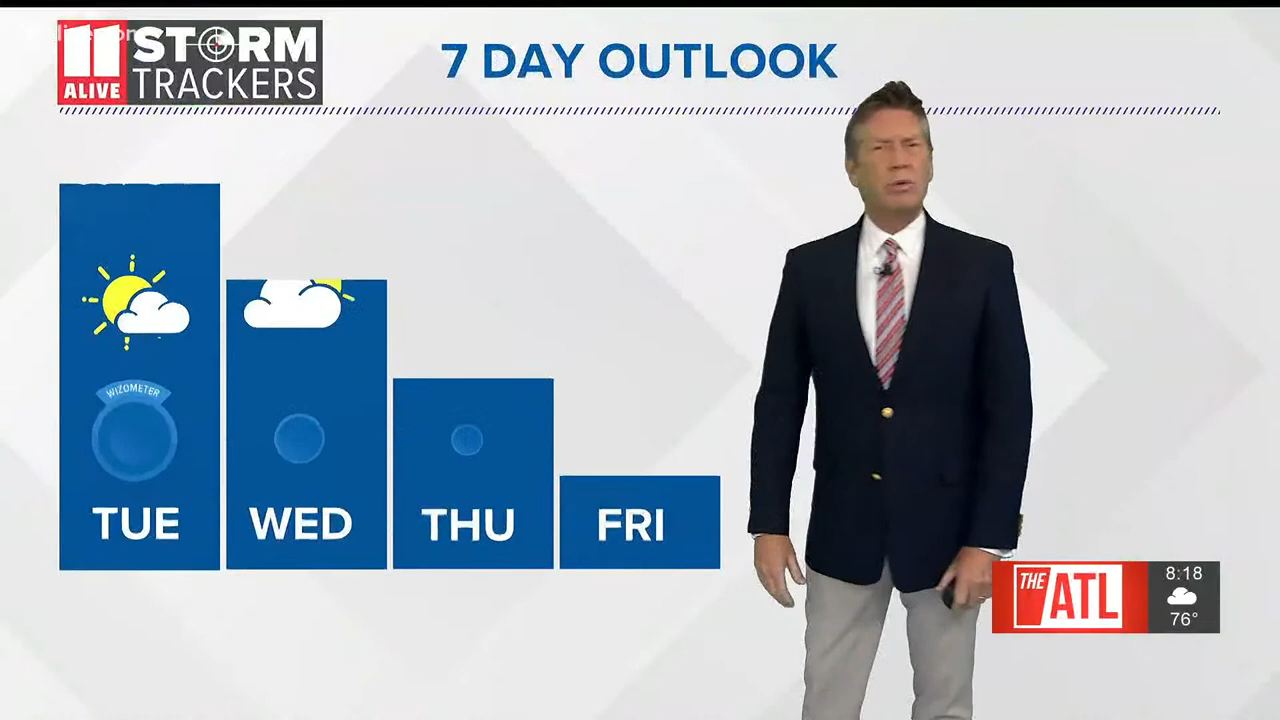 11 ALIVE
STORM
TRACKERS
7 DAY OUTLOOK
WIZOMETER
TUE
WED
THU
FRI
THE ATL
8:18
76°